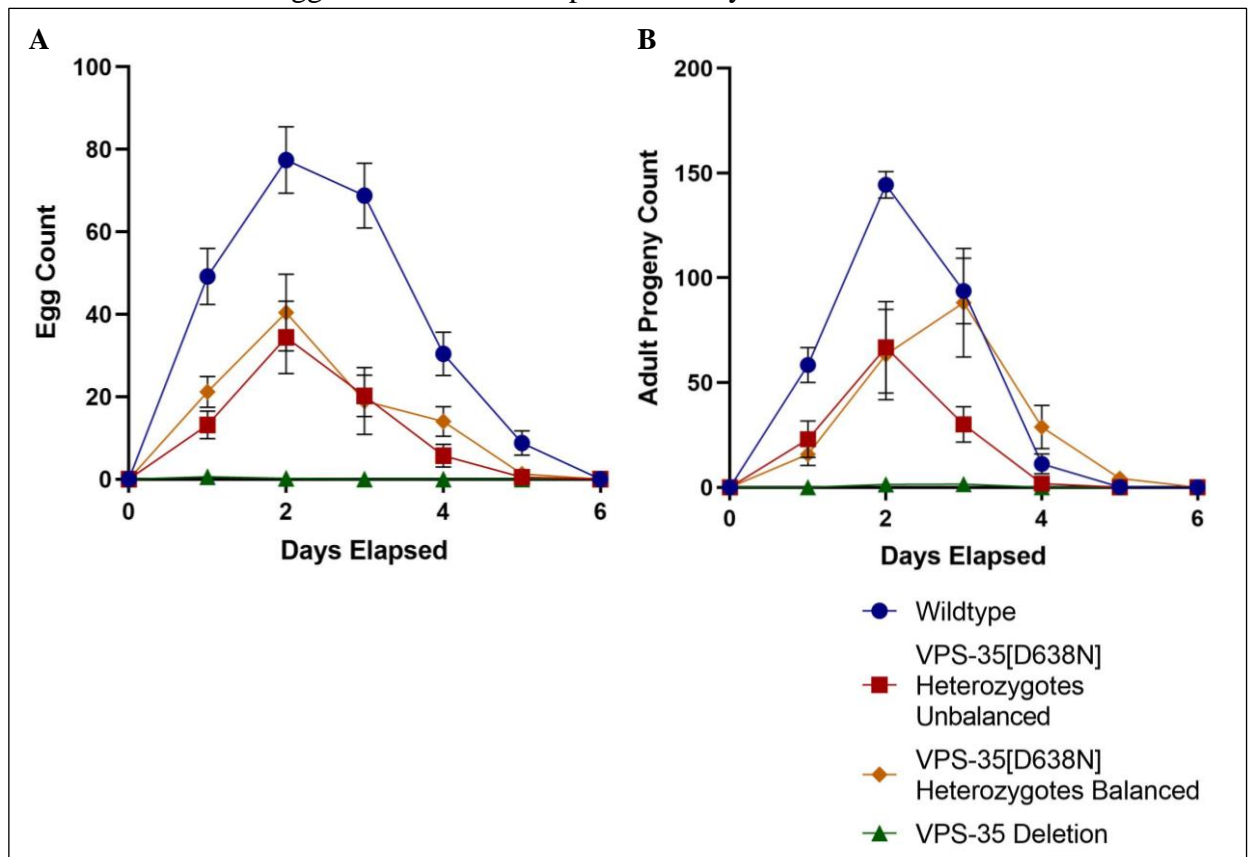 A
B
100
80
60
40
20
0
Egg Count
0
2
4
6
Days Elapsed
200
150
100
50
0
Adult Progeny Count
0
2
4
6
Days Elapsed
Wildtype
VPS-35[D638N]
Heterozygotes
Unbalanced
VPS-35[D638N]
Heterozygotes Balanced
VPS-35 Deletion